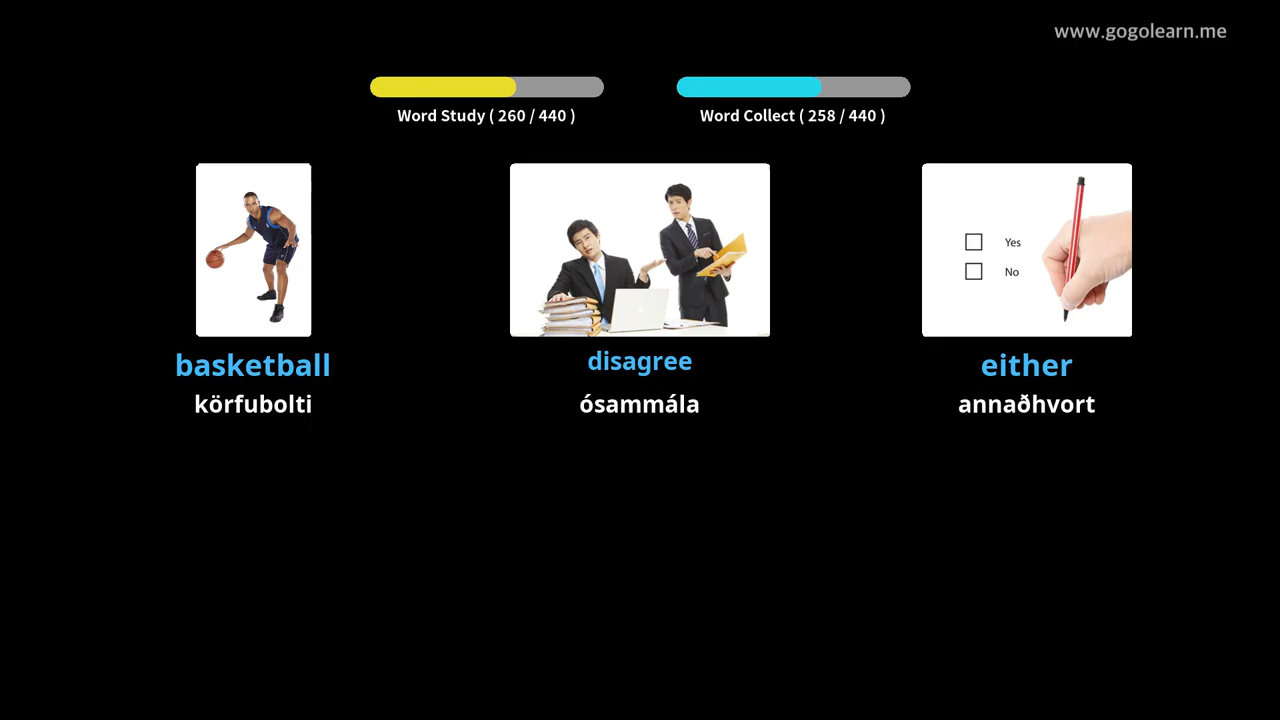 www.gogolearn.me
Word Study ( 260 / 440 )
Word Collect ( 258 / 440 )
Yes
No
basketball
disagree
either
körfubolti
ósammála
annaðhvort